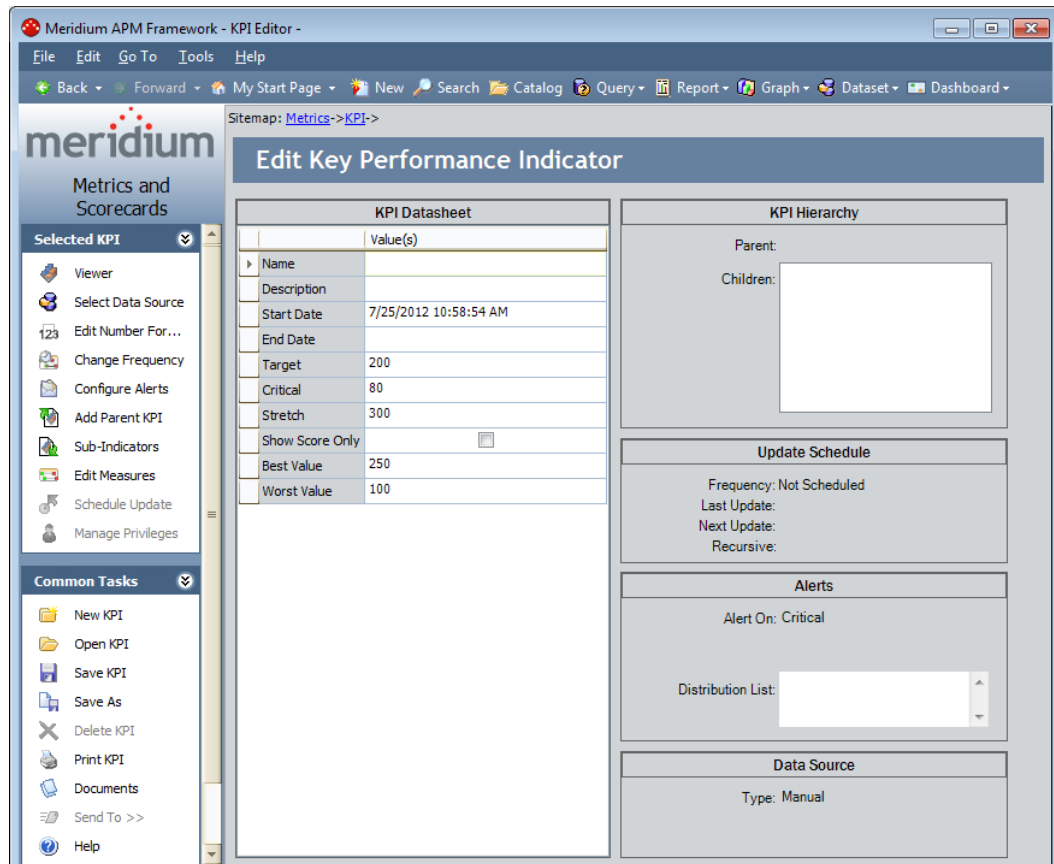 Meridium APM Framework - KPI Editor -
File Edit Go To Tools Help
Back Forward My Start Page New Search Catalog Query Report Graph Dataset Dashboard
meridium
Metrics and
Scorecards
Selected KPI
Viewer
Select Data Source
123 Edit Number For...
Change Frequency
Configure Alerts
Add Parent KPI
Sub-Indicators
Edit Measures
Schedule Update
Manage Privileges
Common Tasks
New KPI
Open KPI
Save KPI
Save As
Delete KPI
Print KPI
Documents
Send To >>
Help
Sitemap: Metrics->KPI->
Edit Key Performance Indicator
KPI Datasheet
Value(s)
Name
Description
Start Date 7/25/2012 10:58:54 AM
End Date
Target 200
Critical 80
Stretch 300
Show Score Only
Best Value 250
Worst Value 100
KPI Hierarchy
Parent:
Children:
Update Schedule
Frequency: Not Scheduled
Last Update:
Next Update:
Recursive:
Alerts
Alert On: Critical
Distribution List:
Data Source
Type: Manual